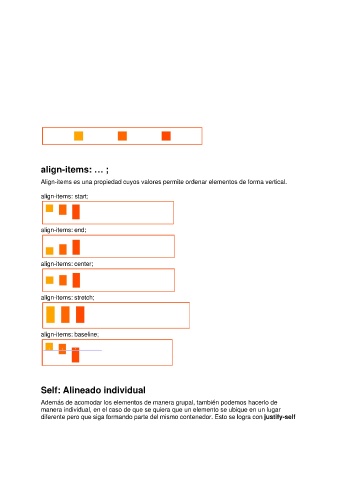 align-items: … ;
Align-items es una propiedad cuyos valores permite ordenar elementos de forma vertical.
align-items: start;
align-items: end;
align-items: center;
align-items: stretch;
align-items: baseline;
Self: Alineado individual
Además de acomodar los elementos de manera grupal, también podemos hacerlo de
manera individual, en el caso de que se quiera que un elemento se ubique en un lugar
diferente pero que siga formando parte del mismo contenedor. Esto se logra con justify-self